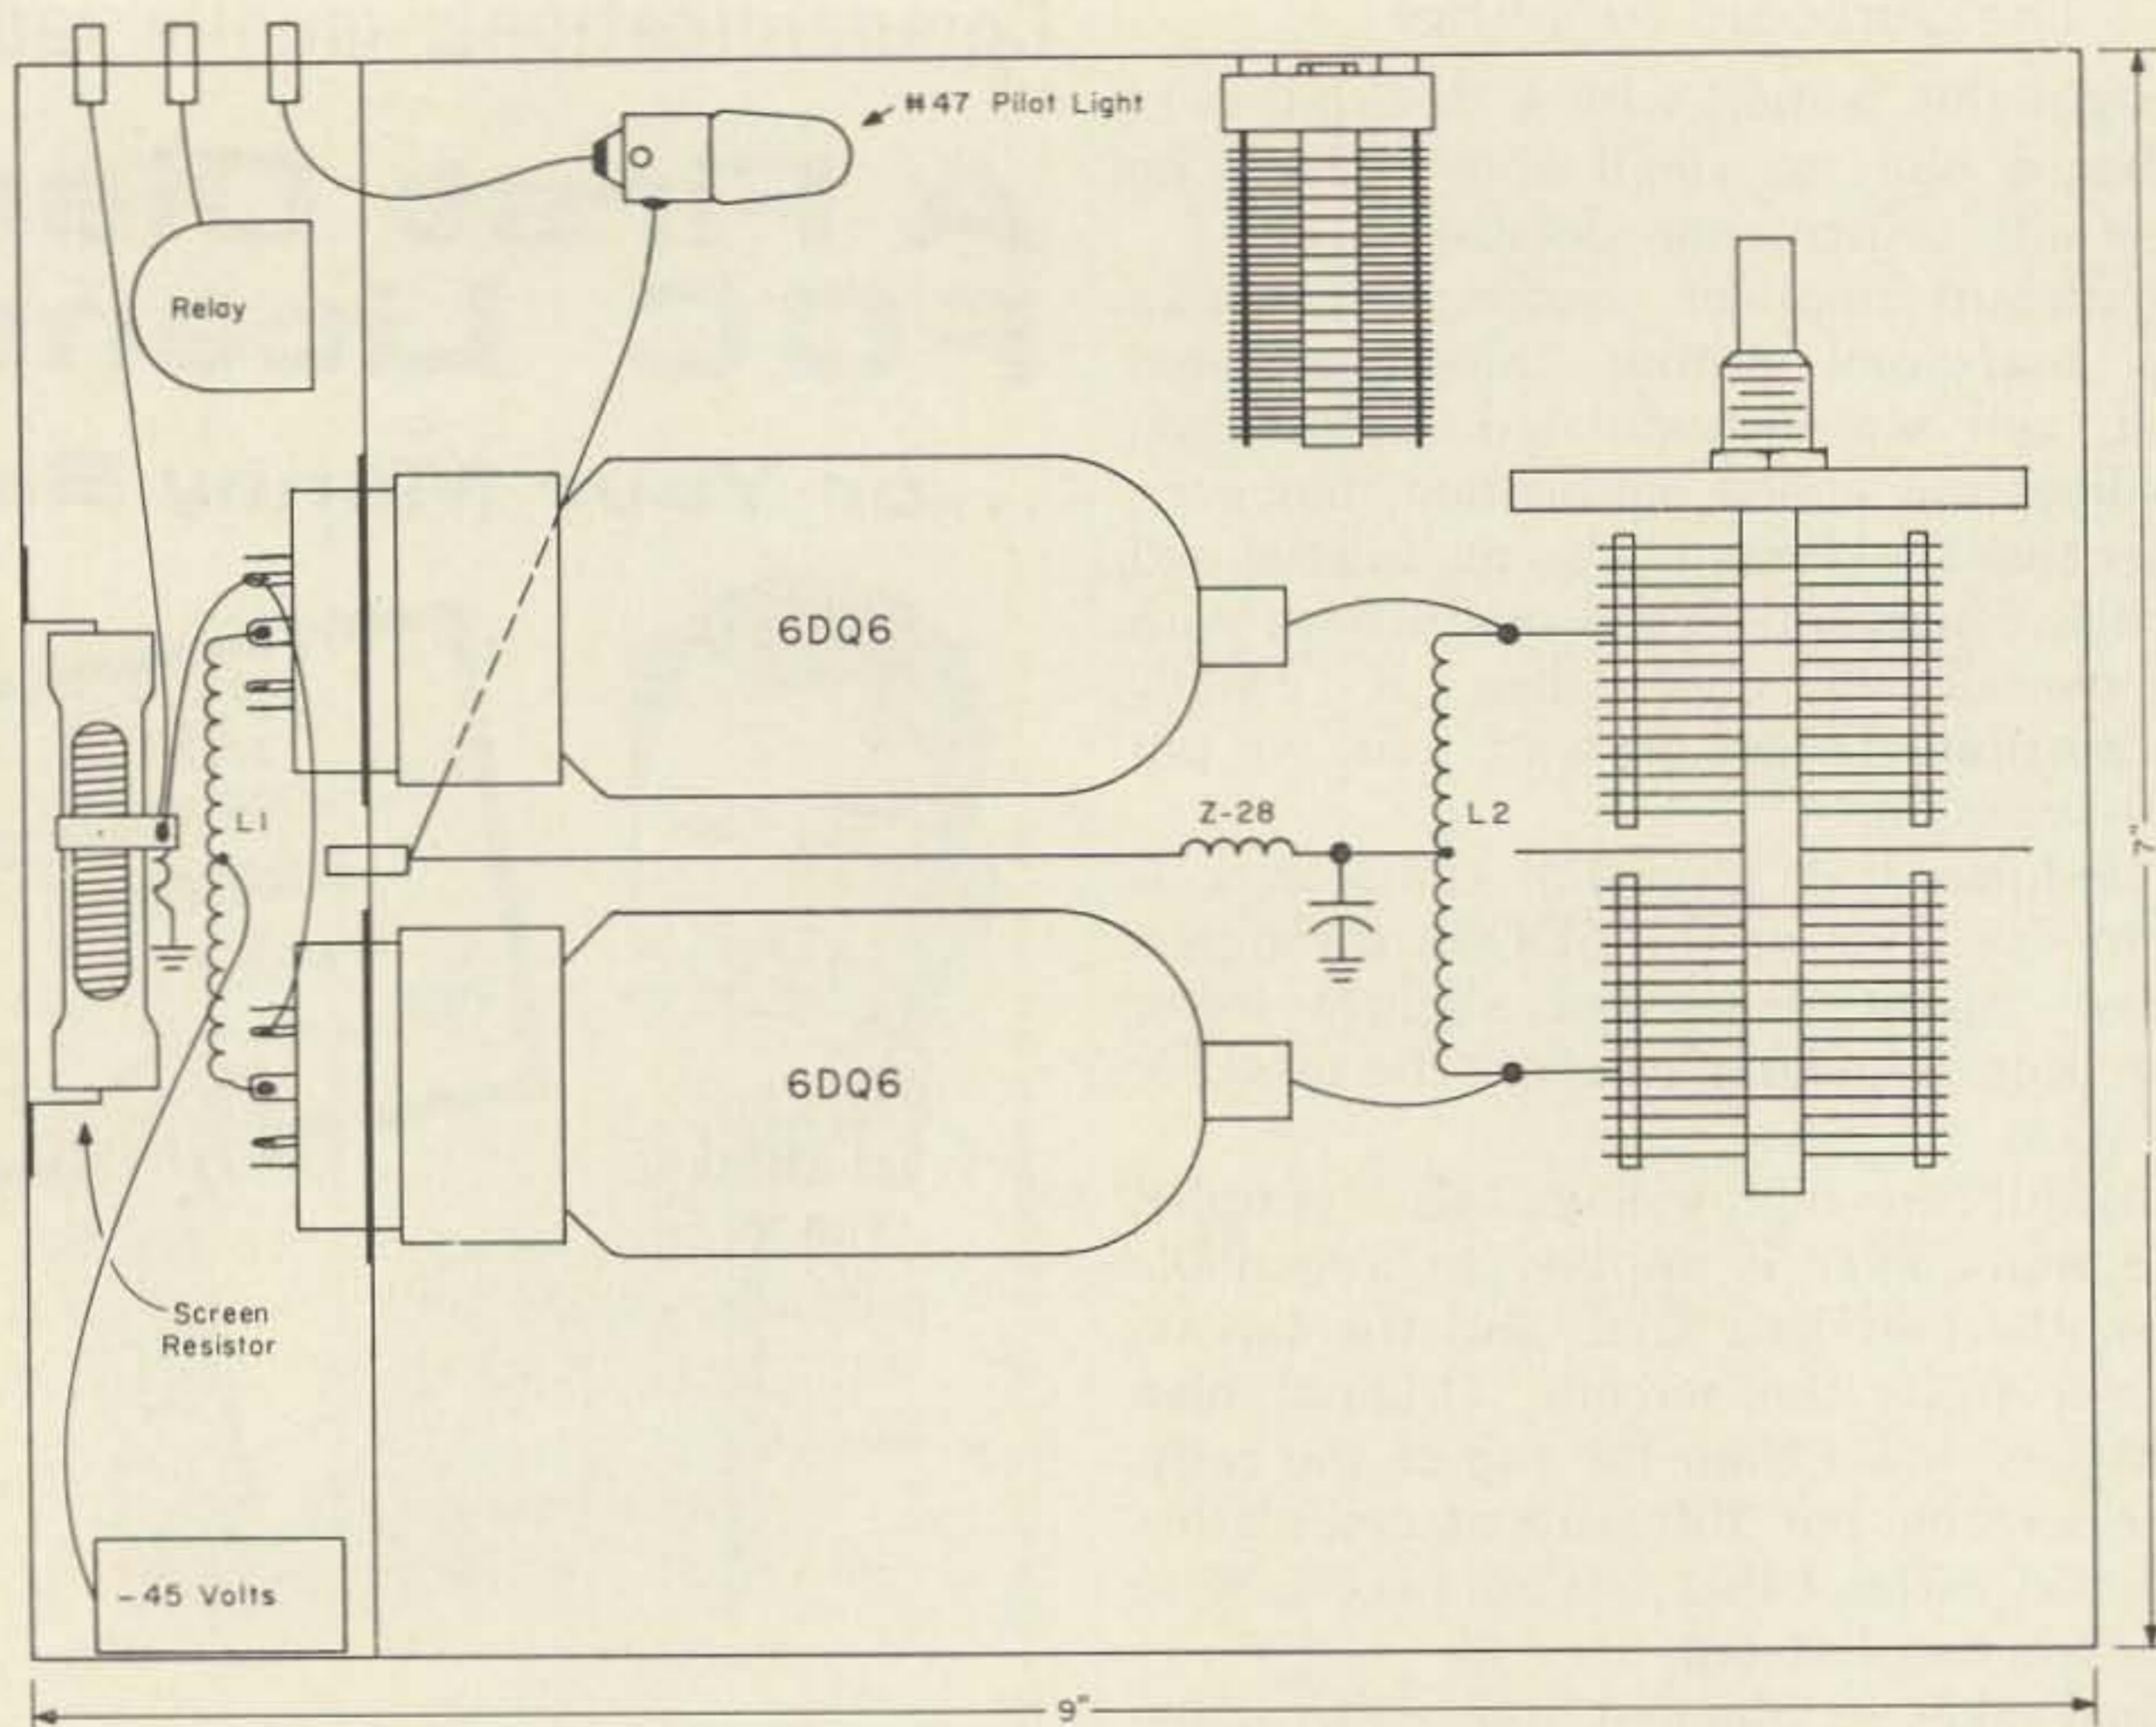 #47 Pilot Light
Relay
6DQ6
Z-28
L1
L2
7"
6DQ6
Screen
Resistor
-45 Volts
9"